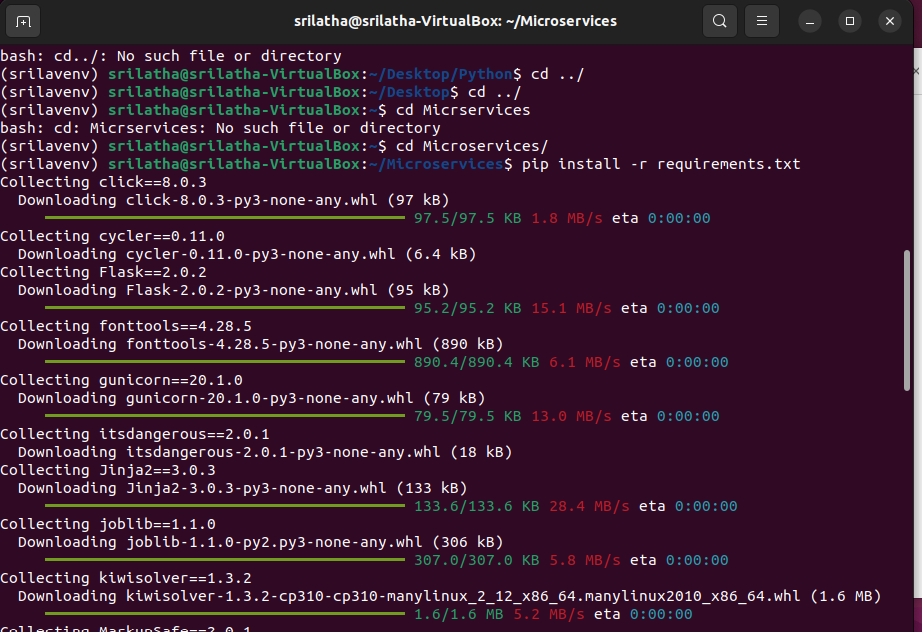 srilatha@srilatha-VirtualBox: ~/Microservices
bash: cd../: No such file or directory
(srilavenv) srilatha@srilatha-VirtualBox:~/Desktop/Python$ cd ../
(srilavenv) srilatha@srilatha-VirtualBox:~/Desktop$ cd ../
(srilavenv) srilatha@srilatha-VirtualBox:~$ cd Micrservices
bash: cd: Micrservices: No such file or directory
(srilavenv) srilatha@srilatha-VirtualBox:~$ cd Microservices/
(srilavenv) srilatha@srilatha-VirtualBox:~/Microservices$ pip install -r requirements.txt
Collecting click==8.0.3
  Downloading click-8.0.3-py3-none-any.whl (97 kB)
97.5/97.5 KB 1.8 MB/s eta 0:00:00
Collecting cycler==0.11.0
  Downloading cycler-0.11.0-py3-none-any.whl (6.4 kB)
Collecting Flask==2.0.2
  Downloading Flask-2.0.2-py3-none-any.whl (95 kB)
95.2/95.2 KB 15.1 MB/s eta 0:00:00
Collecting fonttools==4.28.5
  Downloading fonttools-4.28.5-py3-none-any.whl (890 kB)
890.4/890.4 KB 6.1 MB/s eta 0:00:00
Collecting gunicorn==20.1.0
  Downloading gunicorn-20.1.0-py3-none-any.whl (79 kB)
79.5/79.5 KB 13.0 MB/s eta 0:00:00
Collecting itsdangerous==2.0.1
  Downloading itsdangerous-2.0.1-py3-none-any.whl (18 kB)
Collecting Jinja2==3.0.3
  Downloading Jinja2-3.0.3-py3-none-any.whl (133 kB)
133.6/133.6 KB 28.4 MB/s eta 0:00:00
Collecting joblib==1.1.0
  Downloading joblib-1.1.0-py2.py3-none-any.whl (306 kB)
307.0/307.0 KB 5.8 MB/s eta 0:00:00
Collecting kiwisolver==1.3.2
  Downloading kiwisolver-1.3.2-cp310-cp310-manylinux_2_12_x86_64.manylinux2010_x86_64.whl (1.6 MB)
1.6/1.6 MB 5.2 MB/s eta 0:00:00
Collecting MarkupSafe==2.0.1